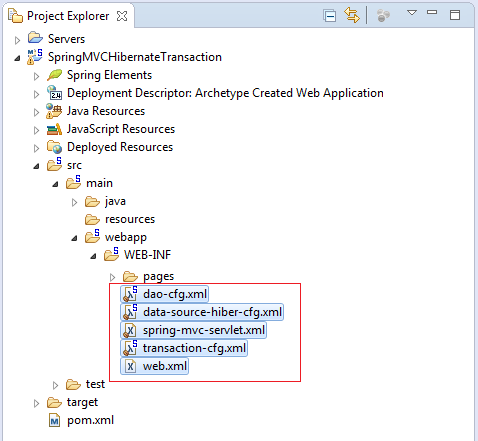 Project Explorer
Servers
SpringMVCHibernateTransaction
Spring Elements
Deployment Descriptor: Archetype Created Web Application
Java Resources
JavaScript Resources
Deployed Resources
src
main
java
resources
webapp
WEB-INF
pages
dao-cfg.xml
data-source-hiber-cfg.xml
spring-mvc-servlet.xml
transaction-cfg.xml
web.xml
test
target
pom.xml